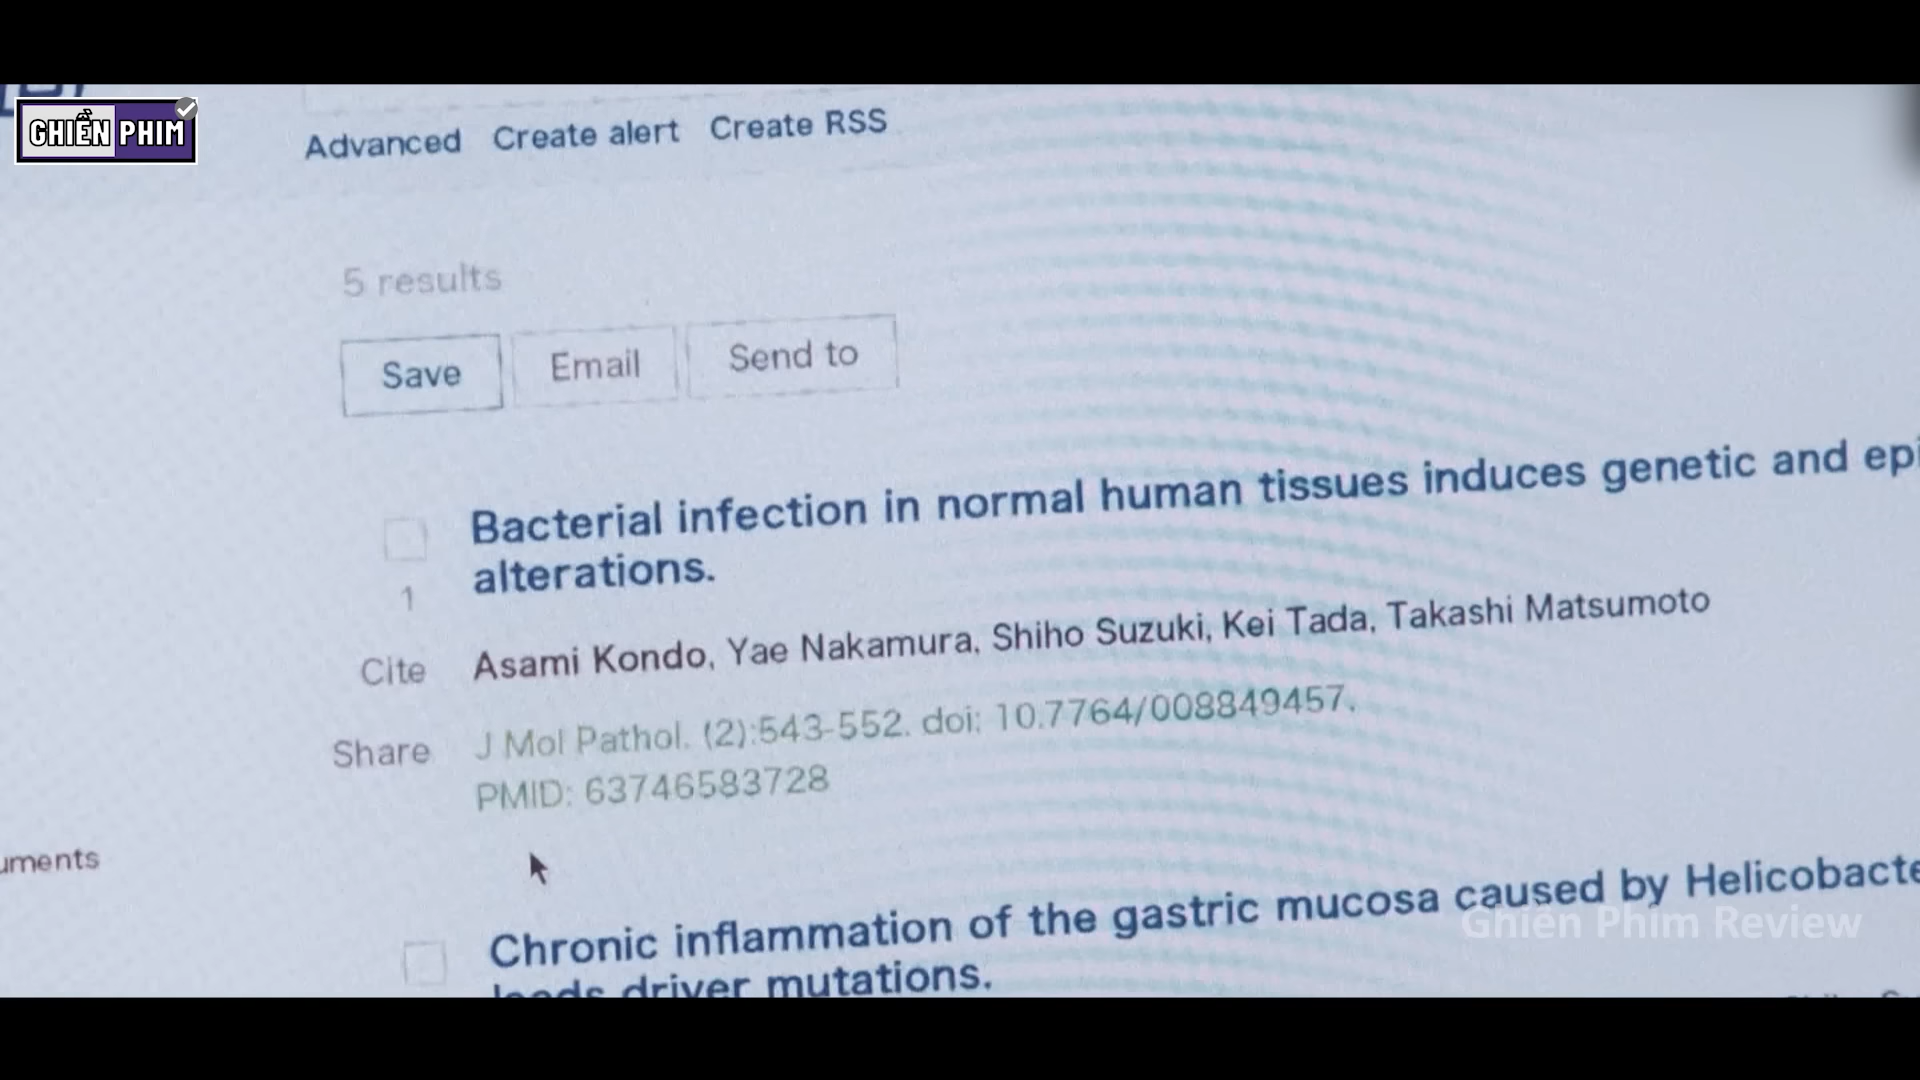 GHIỀN PHIM
Advanced Create alert Create RSS
5 results
Save Email Send to
Bacterial infection in normal human tissues induces genetic and epi
alterations.
1
Cite Asami Kondo, Yae Nakamura, Shiho Suzuki, Kei Tada, Takashi Matsumoto
Share J Mol Pathol. (2):543-552. doi: 10.7764/008849457.
PMID: 63746583728
uments
Chronic inflammation of the gastric mucosa caused by Helicobacte
Ghiền Phim Review
leads driver mutations.